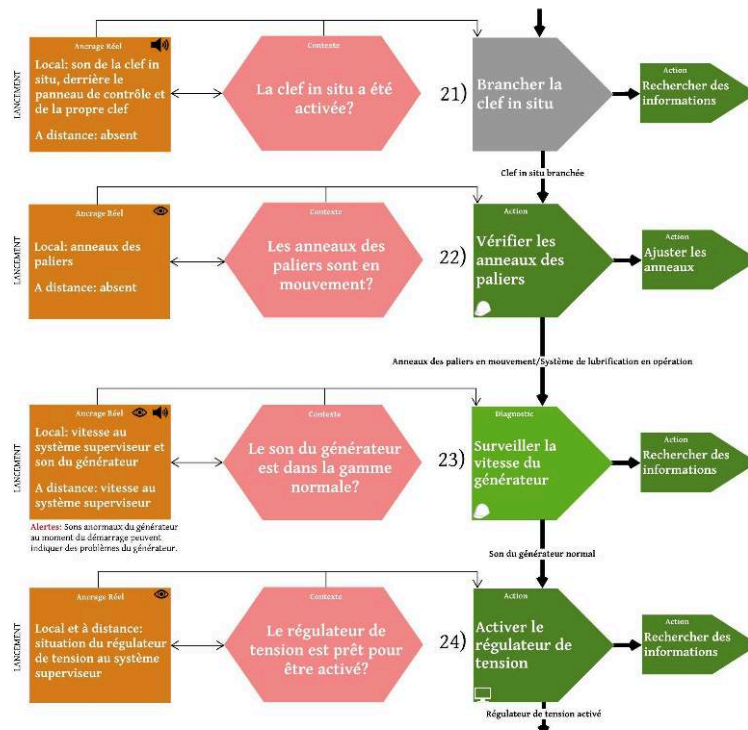 LANCEMENT
Ancrage Réel
Local: son de la clef in
situ, derrière le
panneau de contrôle et
de la propre clef
A distance: absent
Contexte
La clef in situ a été
activée?
21)
Brancher la
clef in situ
Action
Rechercher des
informations
Clef in situ branchée
LANCEMENT
Ancrage Réel
Local: anneaux des
paliers
A distance: absent
Contexte
Les anneaux des
paliers sont en
mouvement?
22)
Action
Vérifier les
anneaux des
paliers
Action
Ajuster les
anneaux
Anneaux des paliers en mouvement/Système de lubrification en opération
LANCEMENT
Ancrage Réel
Local: vitesse au
système superviseur et
son du générateur
A distance: vitesse au
système superviseur
Alertes: Sons anormaux du générateur
au moment du démarrage peuvent
indiquer des problèmes du générateur.
Contexte
Le son du générateur
est dans la gamme
normale?
23)
Diagnostic
Surveiller la
vitesse du
générateur
Action
Rechercher des
informations
Son du générateur normal
LANCEMENT
Ancrage Réel
Local et à distance:
situation du régulateur
de tension au système
superviseur
Contexte
Le régulateur de
tension est prêt pour
être activé?
24)
Action
Activer le
régulateur de
tension
Action
Rechercher des
informations
Régulateur de tension activé